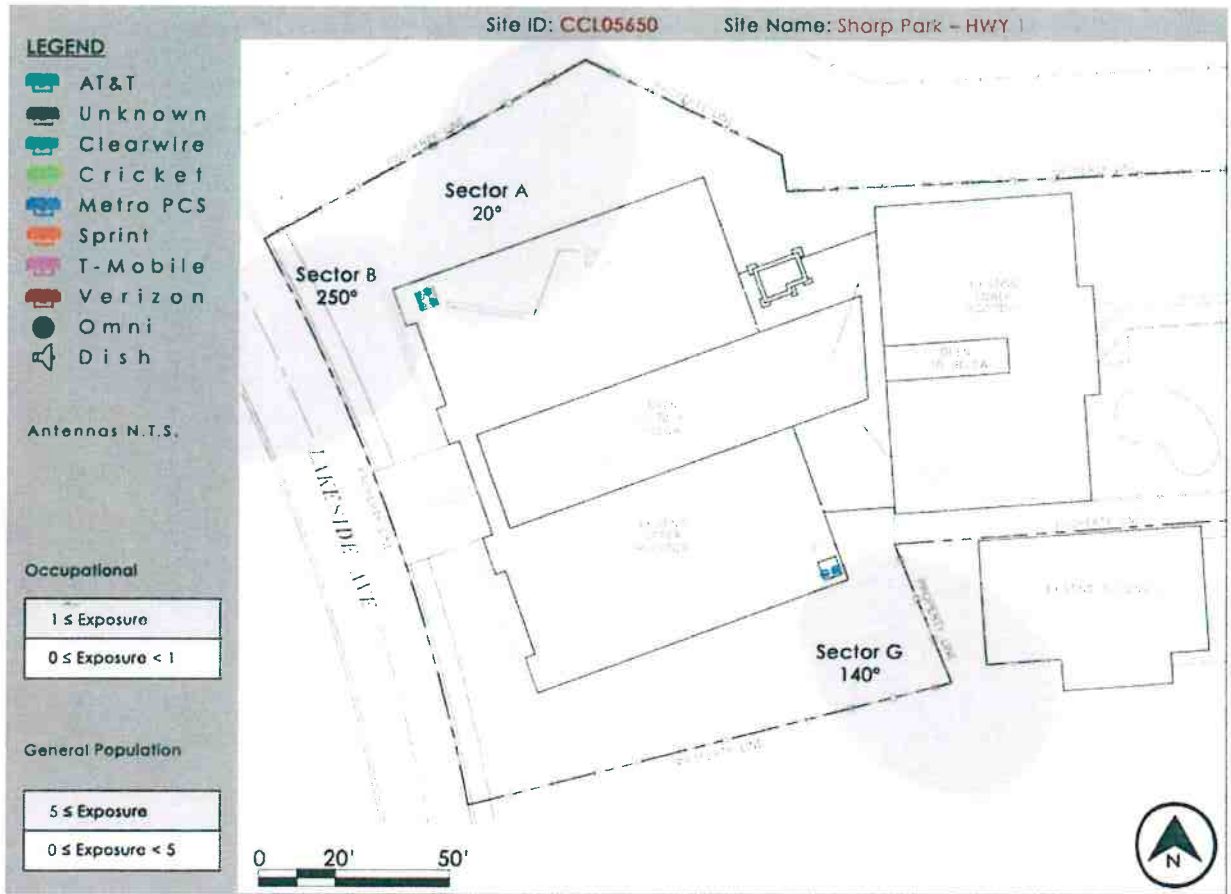 Site ID: CCL05650
Site Name: Sharp Park – HWY 1
LEGEND
AT&T
Unknown
Clearwire
Cricket
Metro PCS
Sprint
T-Mobile
Verizon
Omni
Dish
Antennas N.T.S.
Occupational
1 ≤ Exposure
0 ≤ Exposure < 1
General Population
5 ≤ Exposure
0 ≤ Exposure < 5
Sector A
20°
Sector B
250°
LAKESIDE AVE
Sector G
140°
PROPERTY LINE
0 20' 50'
N